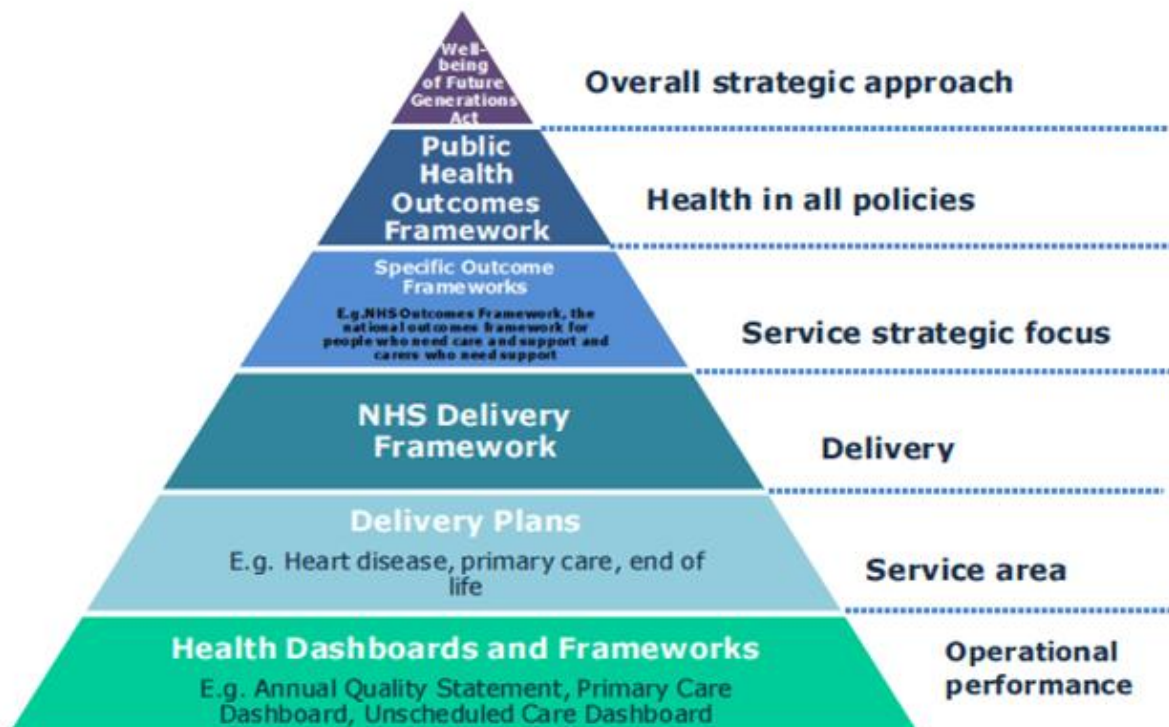 Well-
being
of Future
Generations
Act
Overall strategic approach
Public
Health
Outcomes
Framework
Health in all policies
Specific Outcome
Frameworks
E.g.NHS Outcomes Framework, the
national outcomes framework for
people who need care and support and
carers who need support
Service strategic focus
NHS Delivery
Framework
Delivery
Delivery Plans
E.g. Heart disease, primary care, end of
life
Service area
Health Dashboards and Frameworks
E.g. Annual Quality Statement, Primary Care
Dashboard, Unscheduled Care Dashboard
Operational
performance